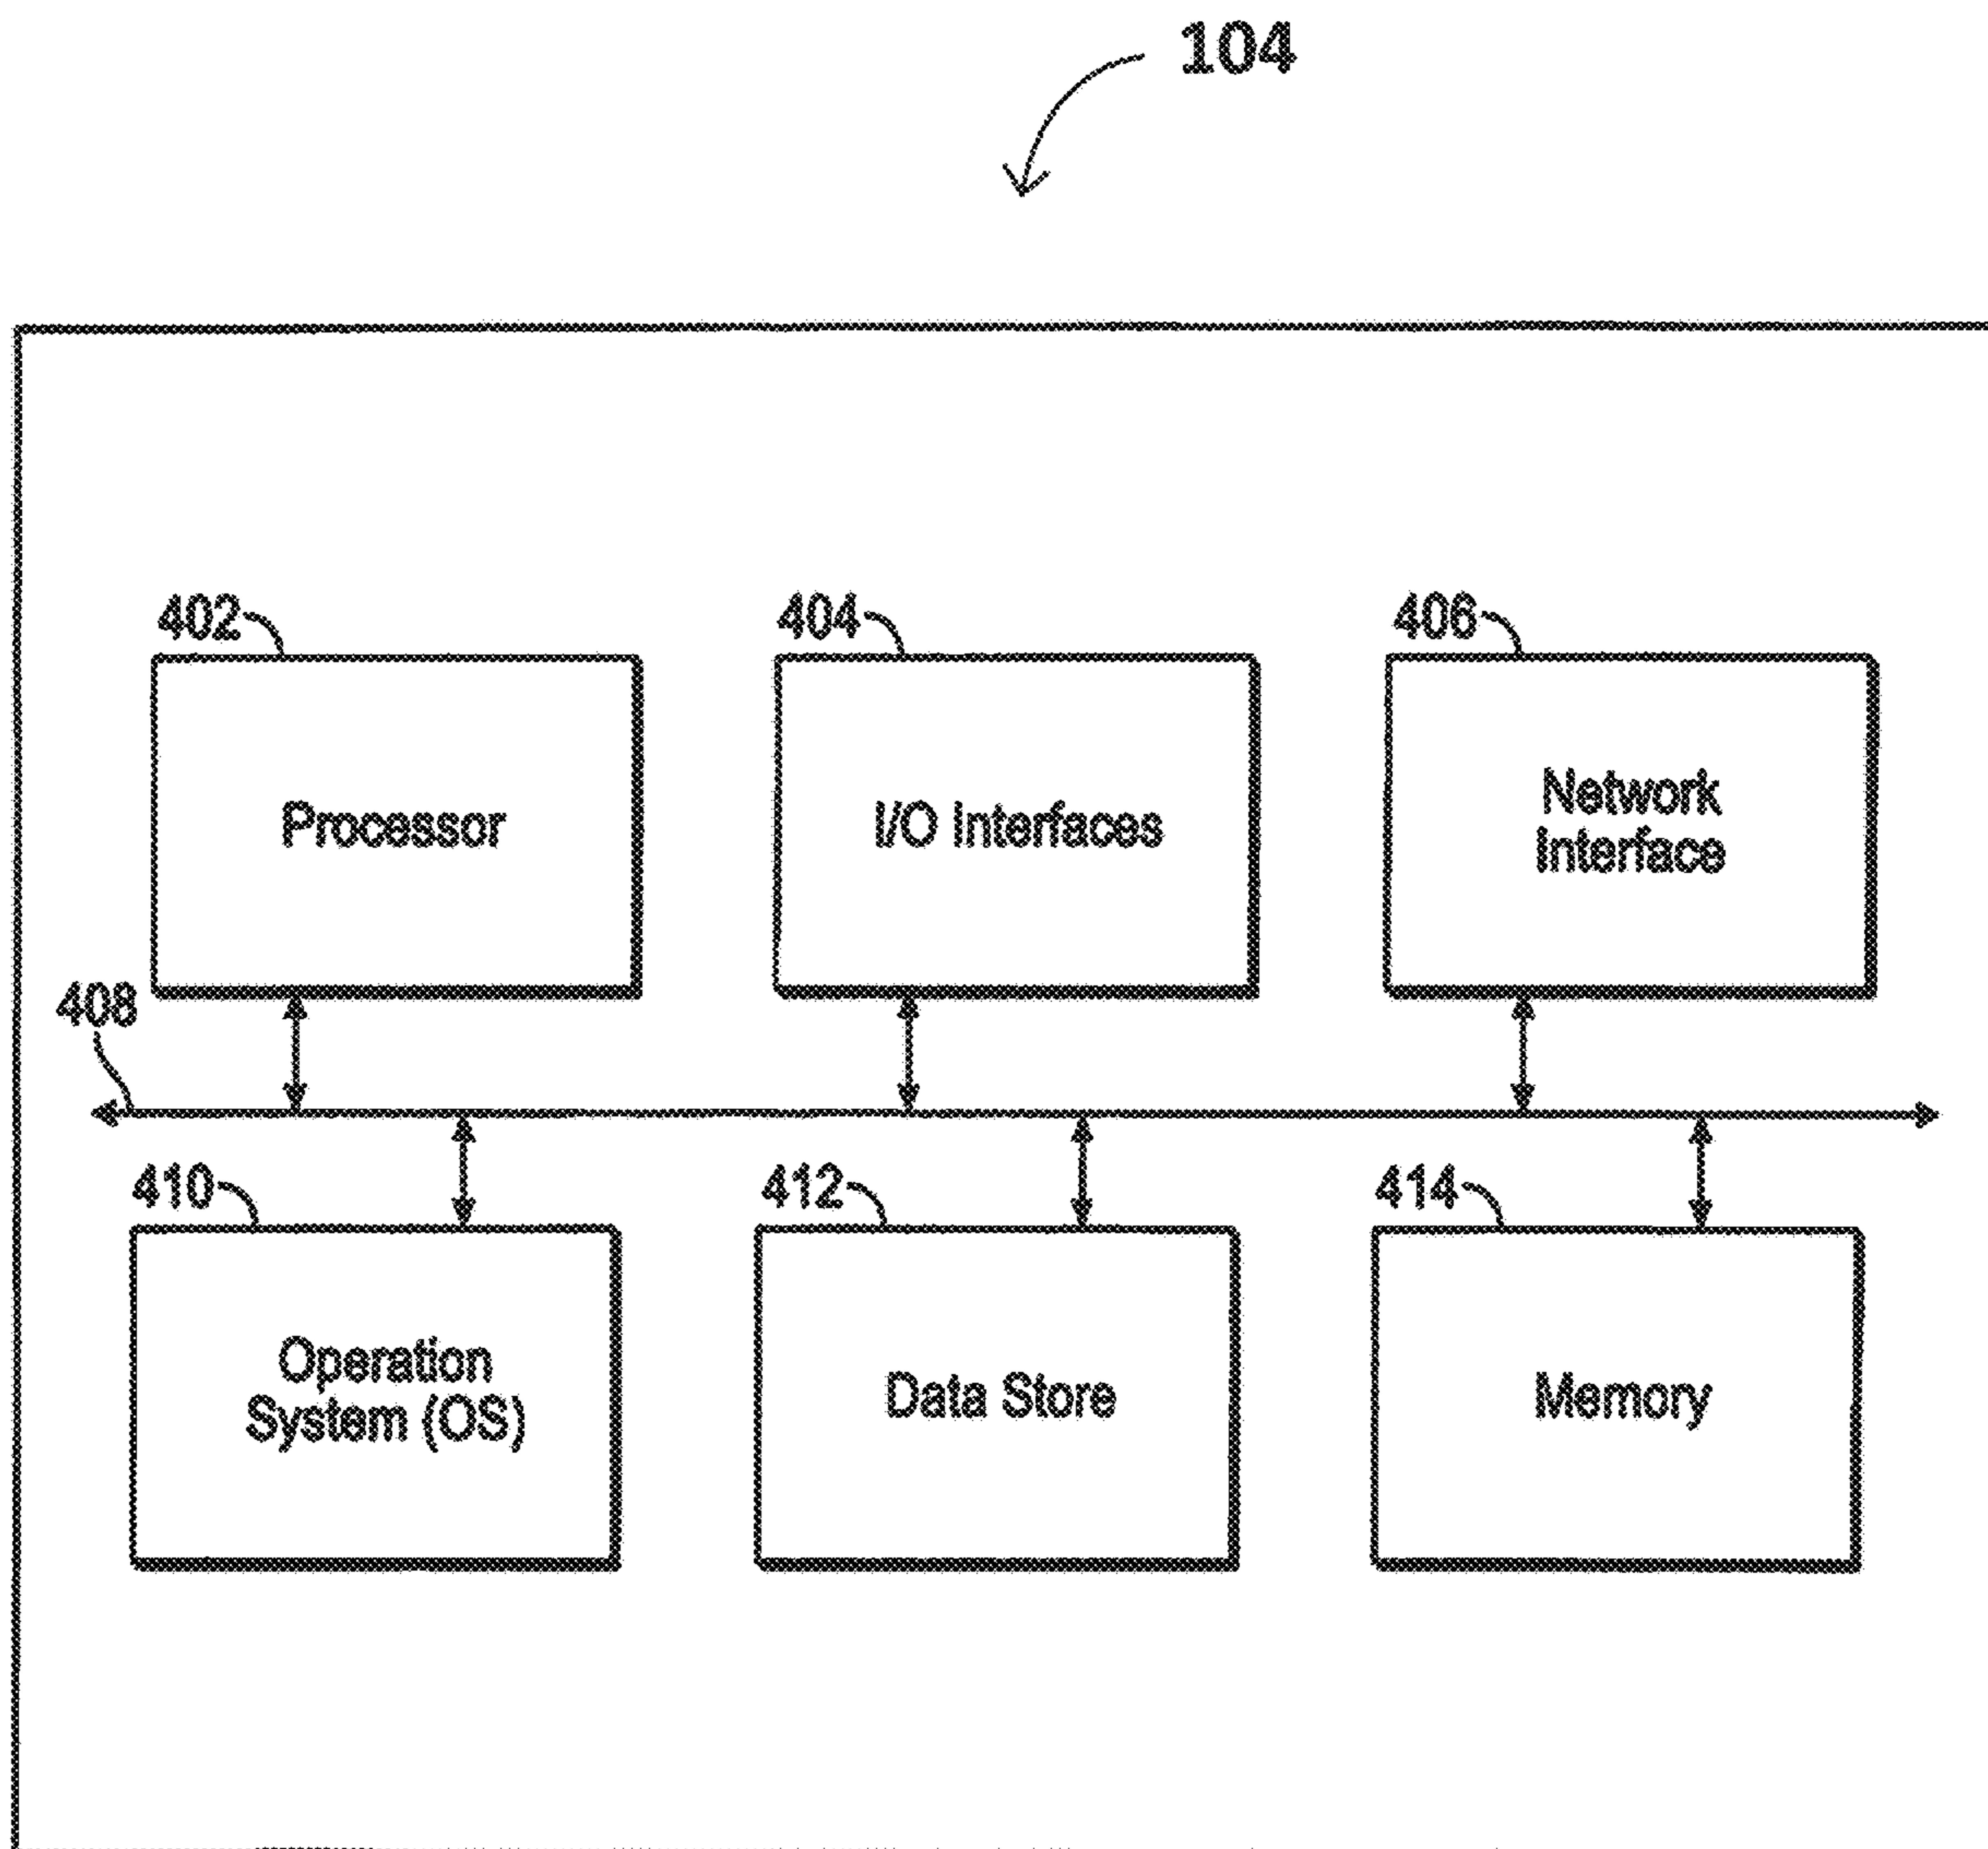 104
402
404
406
Processor
I/O Interfaces
Network
Interface
408
410
412
414
Operation
System (OS)
Data Store
Memory